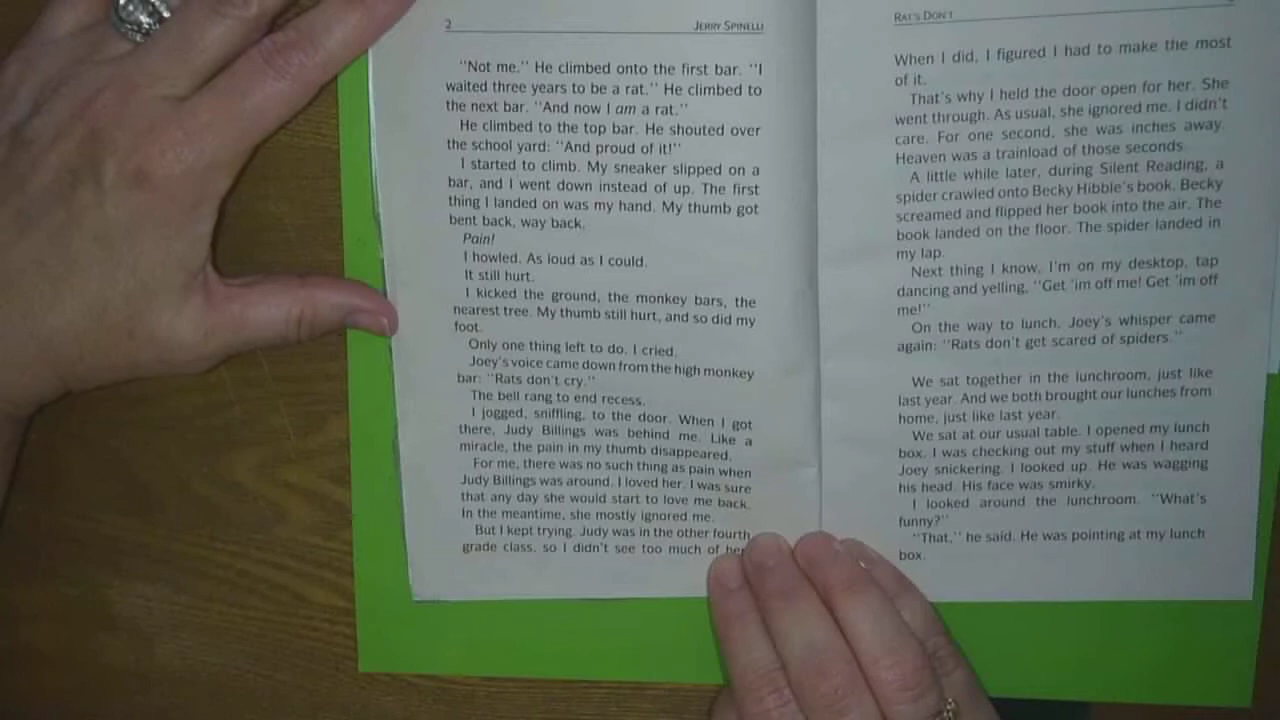 2 JERRY SPINELLI
"Not me." He climbed onto the first bar. "I
waited three years to be a rat." He climbed to
the next bar. "And now I am a rat."
He climbed to the top bar. He shouted over
the school yard: "And proud of it!"
I started to climb. My sneaker slipped on a
bar, and I went down instead of up. The first
thing I landed on was my hand. My thumb got
bent back, way back.
Pain!
I howled. As loud as I could.
It still hurt.
I kicked the ground, the monkey bars, the
nearest tree. My thumb still hurt, and so did my
foot.
Only one thing left to do. I cried.
Joey's voice came down from the high monkey
bar: "Rats don't cry."
The bell rang to end recess.
I jogged, sniffling, to the door. When I got
there, Judy Billings was behind me. Like a
miracle, the pain in my thumb disappeared.
For me, there was no such thing as pain when
Judy Billings was around. I loved her. I was sure
that any day she would start to love me back.
In the meantime, she mostly ignored me.
But I kept trying. Judy was in the other fourth
grade class, so I didn't see too much of her.
RATS DON'T
When I did, I figured I had to make the most
of it.
That's why I held the door open for her. She
went through. As usual, she ignored me. I didn't
care. For one second, she was inches away.
Heaven was a trainload of those seconds.
A little while later, during Silent Reading, a
spider crawled onto Becky Hibble's book. Becky
screamed and flipped her book into the air. The
book landed on the floor. The spider landed in
my lap.
Next thing I know, I'm on my desktop, tap
dancing and yelling, "Get 'im off me! Get 'im off
me!"
On the way to lunch, Joey's whisper came
again: "Rats don't get scared of spiders."
We sat together in the lunchroom, just like
last year. And we both brought our lunches from
home, just like last year.
We sat at our usual table. I opened my lunch
box. I was checking out my stuff when I heard
Joey snickering. I looked up. He was wagging
his head. His face was smirky.
I looked around the lunchroom. "What's
funny?"
"That," he said. He was pointing at my lunch
box.